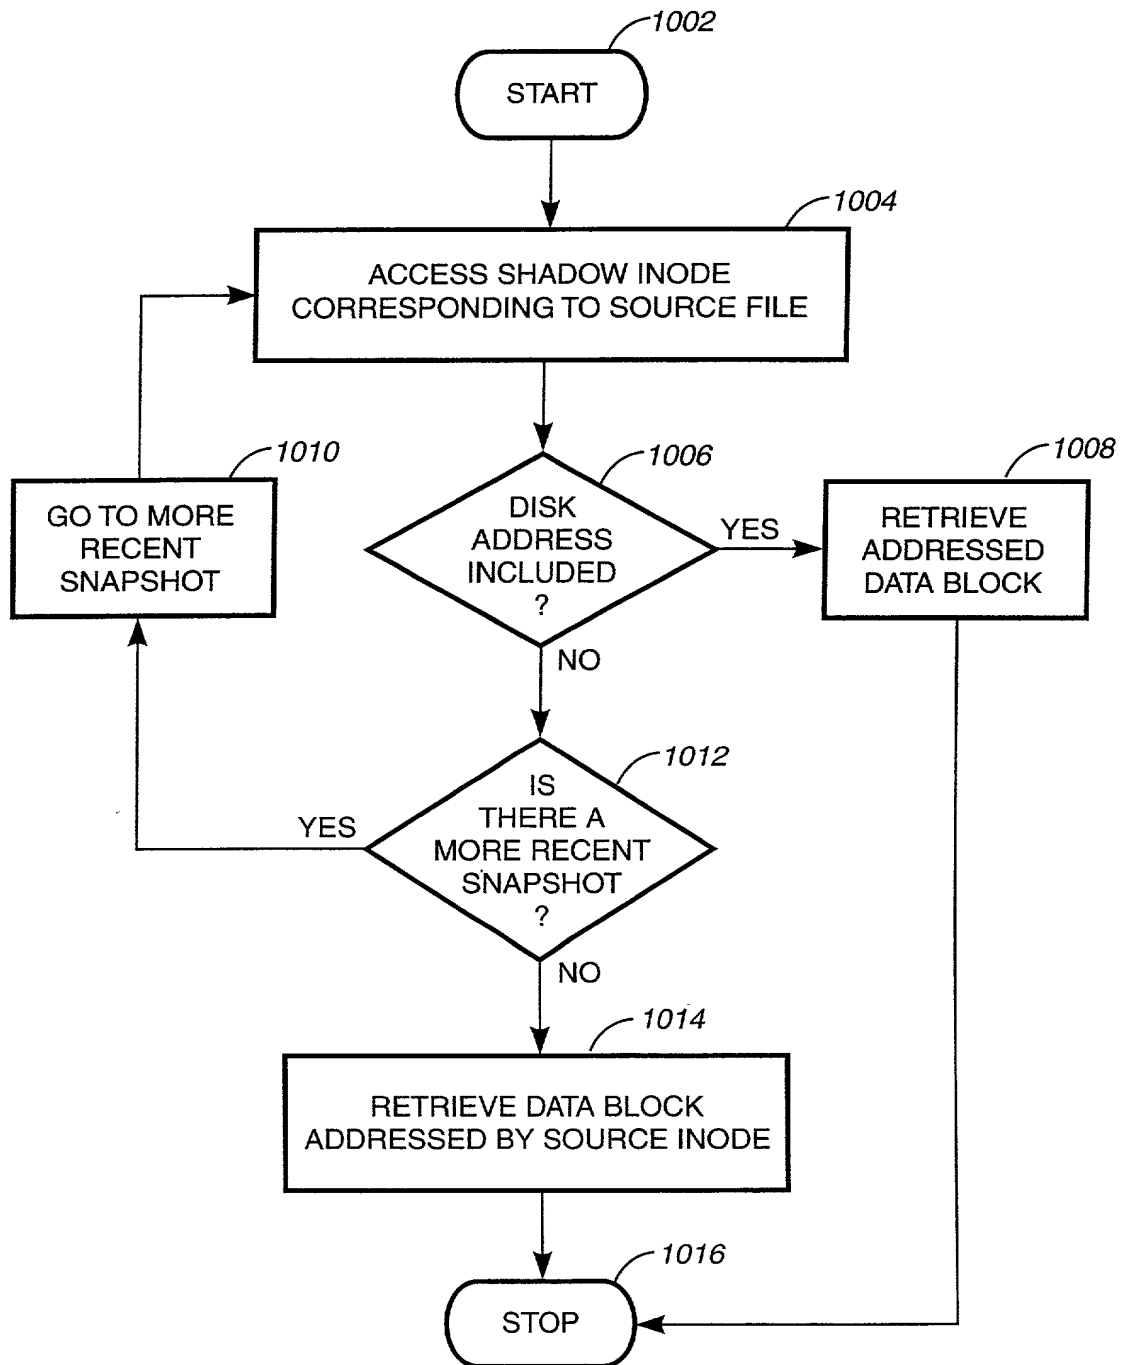 1002
START
1004
ACCESS SHADOW INODE
CORRESPONDING TO SOURCE FILE
1006
DISK
ADDRESS
INCLUDED
?
YES
1008
RETRIEVE
ADDRESSED
DATA BLOCK
1010
GO TO MORE
RECENT
SNAPSHOT
NO
1012
IS
THERE A
MORE RECENT
SNAPSHOT
?
YES
NO
1014
RETRIEVE DATA BLOCK
ADDRESSED BY SOURCE INODE
1016
STOP